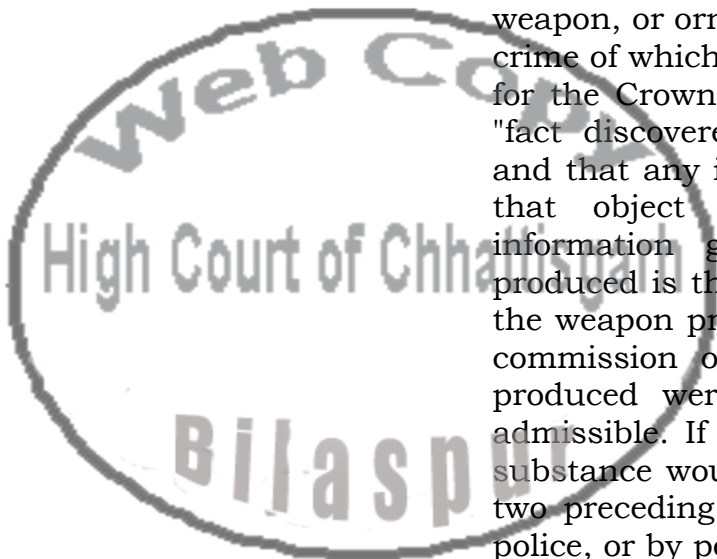 Web Copy
High Court of Chhattisgarh
Bilaspur
weapon, or orn
crime of which
for the Crown
"fact discovere
and that any i
that object
information g
produced is th
the weapon pr
commission o
produced wer
admissible. If
substance wou
two preceding
police, or by pe